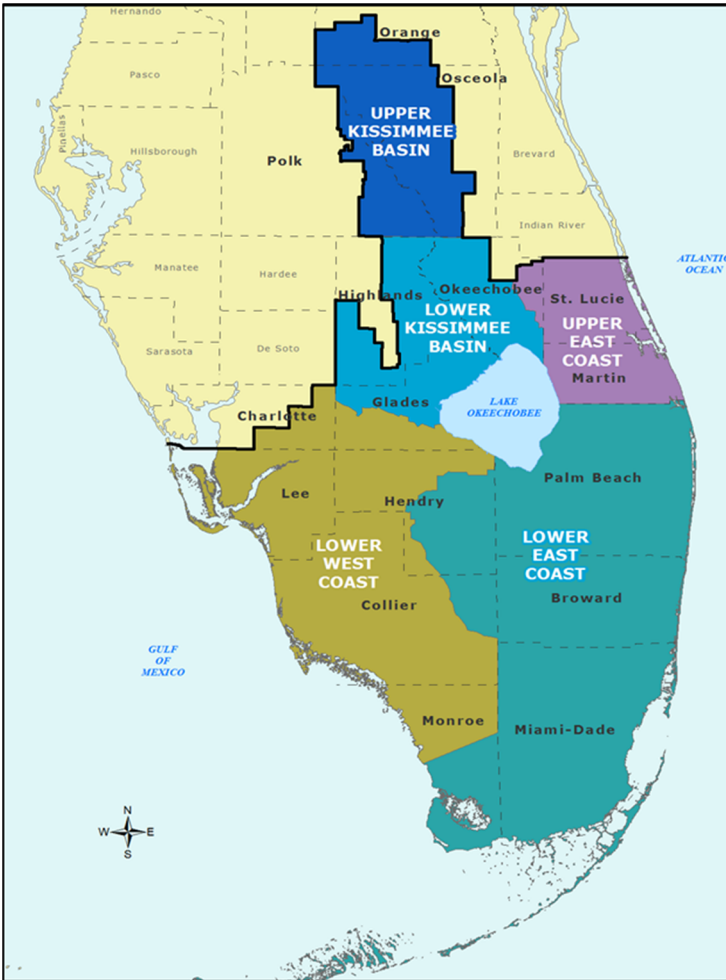 Hernando
Orange
Pasco
Osceola
UPPER
KISSIMMEE
BASIN
Pinellas
Hillsborough
Polk
Brevard
Indian River
ATLANTIC
OCEAN
Manatee
Hardee
Highlands
Okeechobee
St. Lucie
LOWER
KISSIMMEE
BASIN
UPPER
EAST
COAST
Sarasota
De Soto
Martin
Charlotte
Glades
LAKE
OKEECHOBEE
Lee
Hendry
Palm Beach
LOWER
WEST
COAST
LOWER
EAST
COAST
Collier
Broward
GULF
OF
MEXICO
Monroe
Miami-Dade
N
W E
S